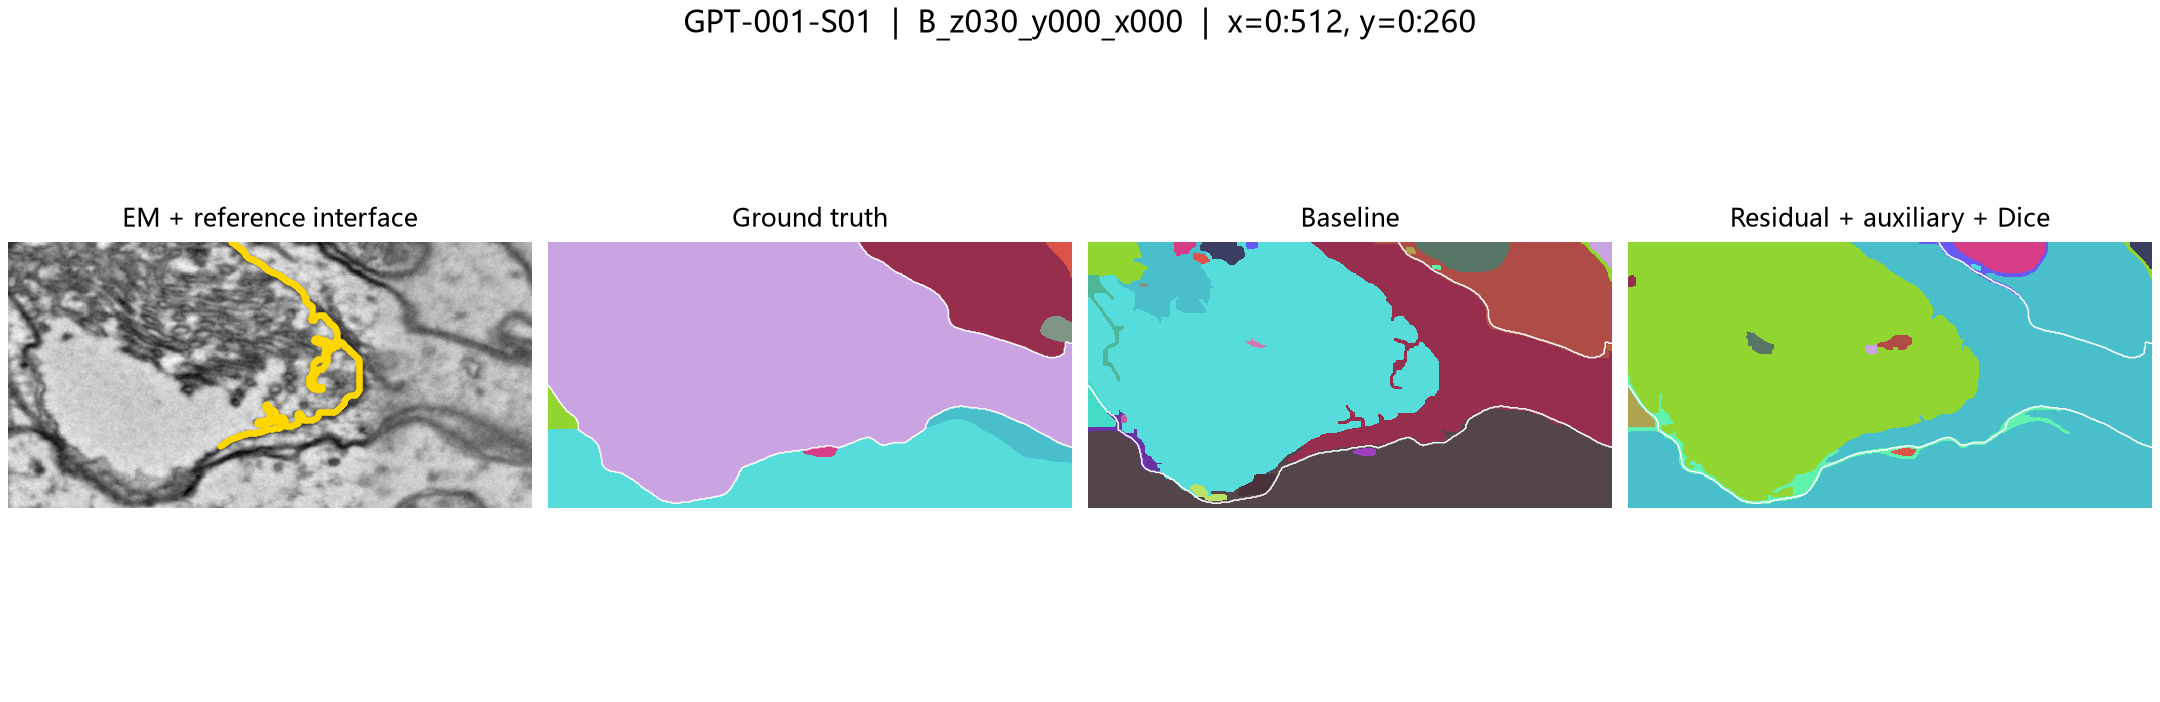 GPT-001-S01 | B_z030_y000_x000 | x=0:512, y=0:260
EM + reference interface
Ground truth
Baseline
Residual + auxiliary + Dice